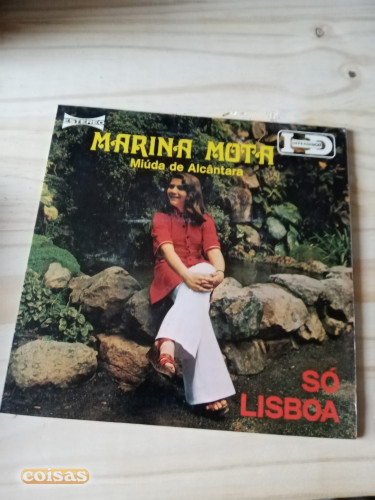 STEREO
MARINA MOTA
Miúda de Alcântara
SÓ
LISBOA
coisas